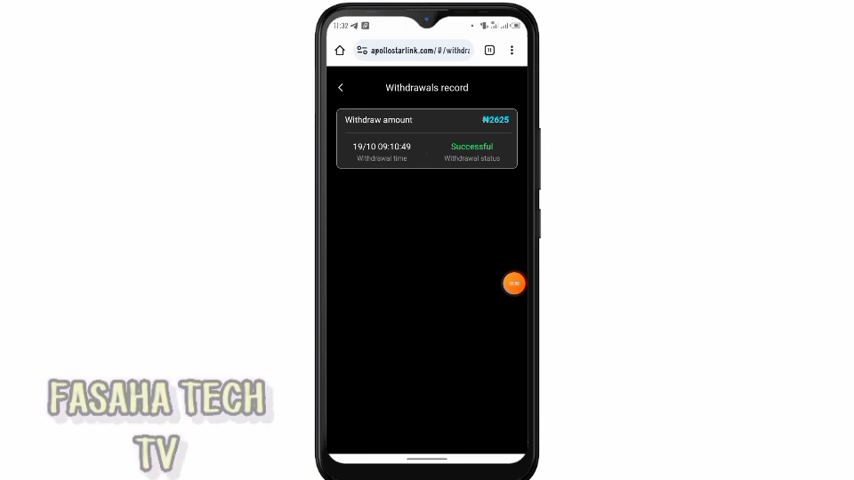 11:32
apollostarlink.com/#/withdra
Withdrawals record
Withdraw amount
₦2625
19/10 09:10:49
Successful
Withdrawal time
Withdrawal status
FASAHA TECH
TV